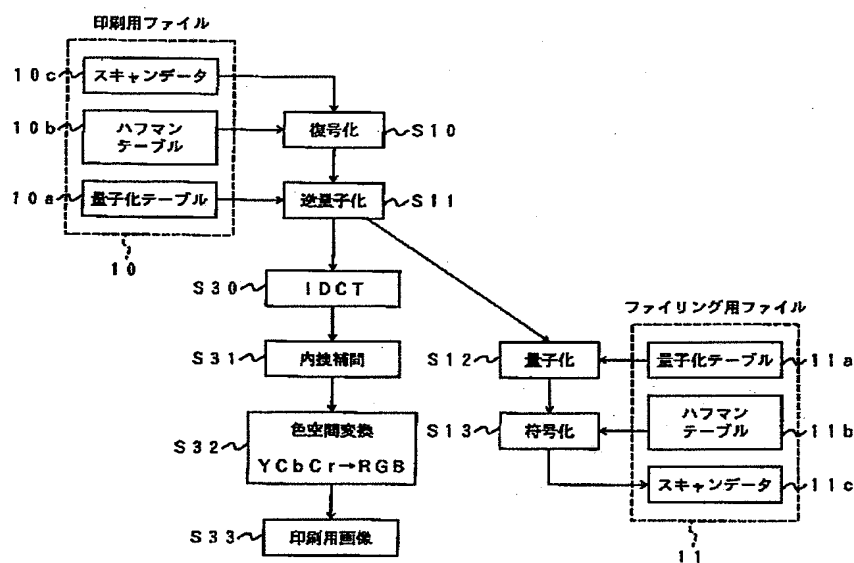 印刷用ファイル
10c
スキャンデータ
10b
ハフマン
テーブル
復号化
S10
10a
量子化テーブル
逆量子化
S11
10
S30
IDCT
ファイリング用ファイル
S31
内挿補間
S12
量子化
量子化テーブル
11a
S32
色空間変換
YCbCr→RGB
S13
符号化
ハフマン
テーブル
11b
スキャンデータ
11c
S33
印刷用画像
11